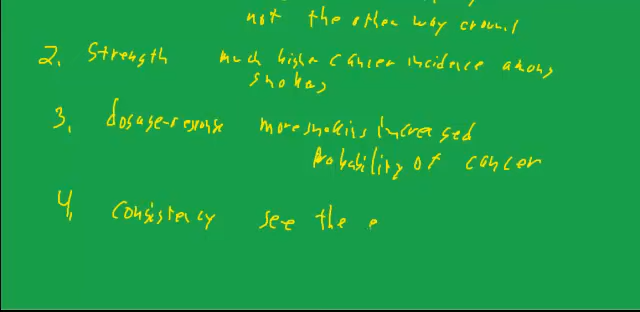 not the other way around
2. Strength much higher cancer incidence among
smokers
3. dosage-response more smoking increased
probability of cancer
4. consistency see the e